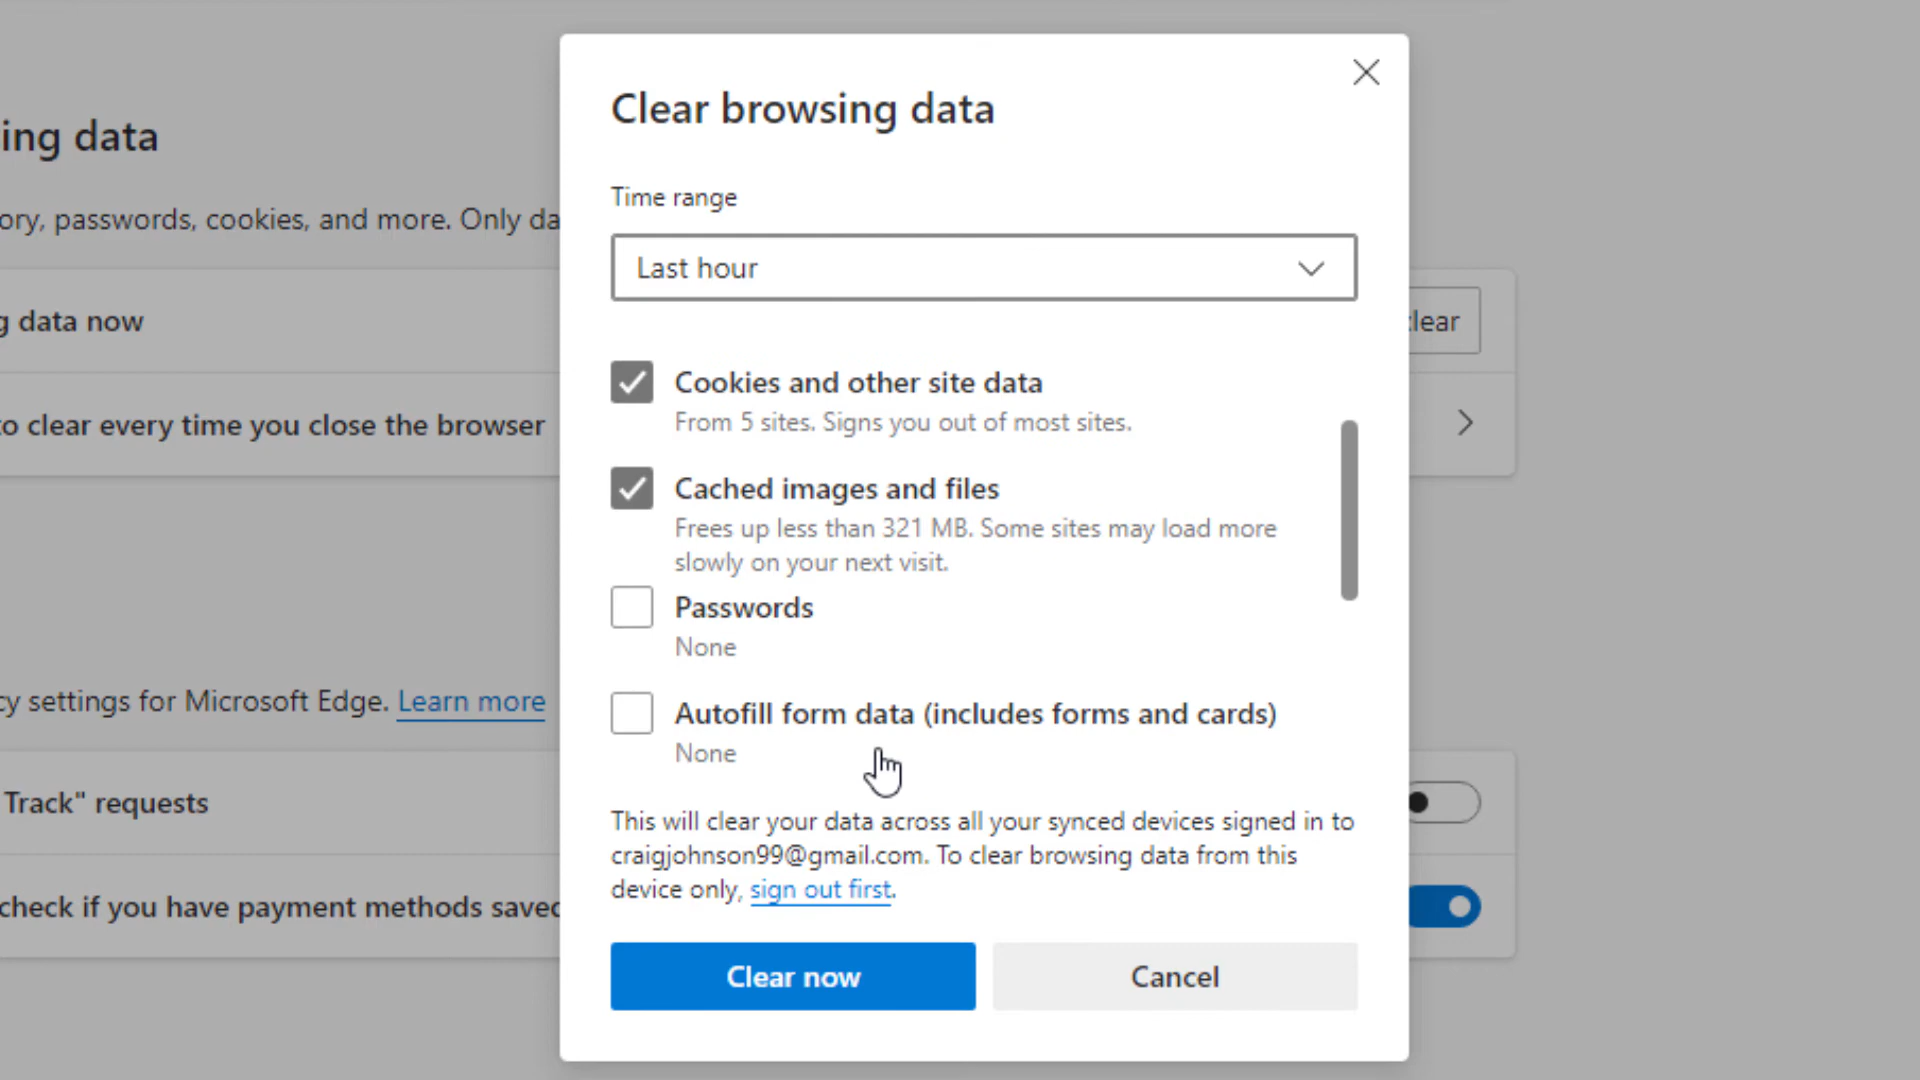 Clear browsing data
Time range
Last hour
Cookies and other site data
From 5 sites. Signs you out of most sites.
Cached images and files
Frees up less than 321 MB. Some sites may load more
slowly on your next visit.
Passwords
None
Autofill form data (includes forms and cards)
None
This will clear your data across all your synced devices signed in to
craigjohnson99@gmail.com. To clear browsing data from this
device only, sign out first.
Clear now
Cancel
ing data
ory, passwords, cookies, and more. Only da
g data now
clear
to clear every time you close the browser
cy settings for Microsoft Edge. Learn more
Track" requests
check if you have payment methods saved